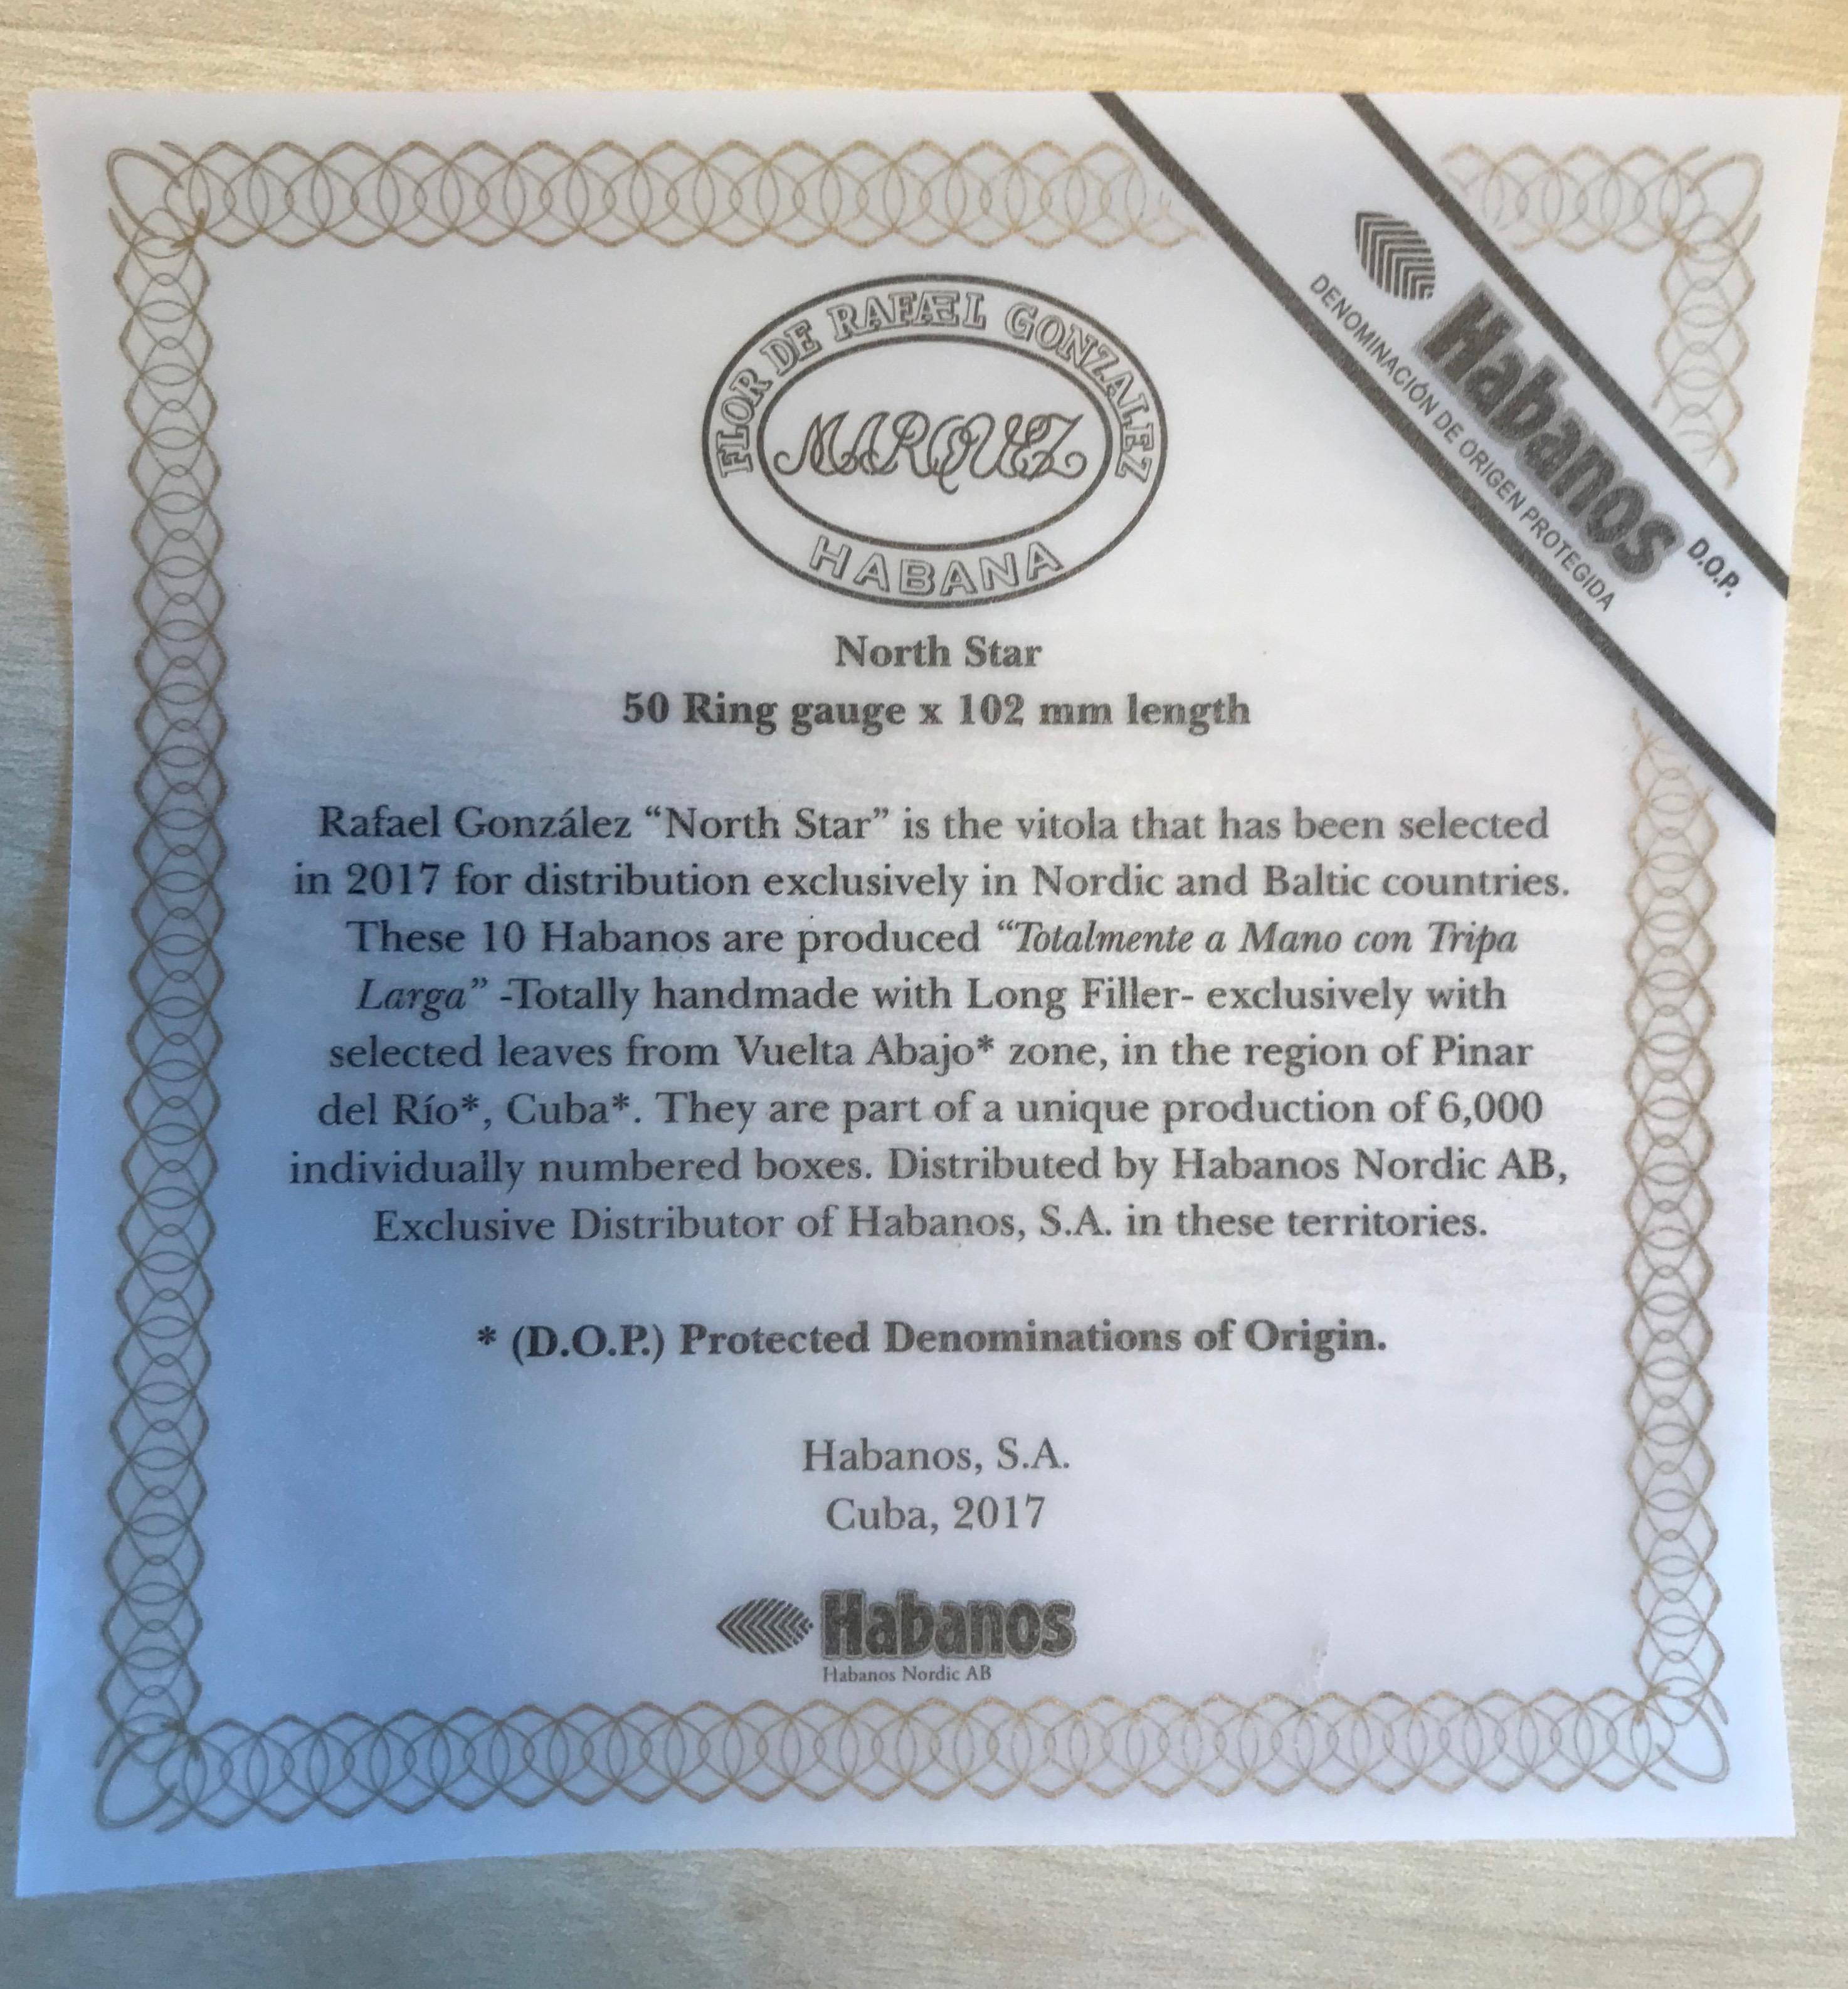 Habanos D.O.P.
DENOMINACIÓN DE ORIGEN PROTEGIDA
FLOR DE RAFAEL GONZALEZ
MARQUEZ
HABANA
North Star
50 Ring gauge x 102 mm length
Rafael González “North Star” is the vitola that has been selected
in 2017 for distribution exclusively in Nordic and Baltic countries.
These 10 Habanos are produced “Totalmente a Mano con Tripa
Larga” -Totally handmade with Long Filler- exclusively with
selected leaves from Vuelta Abajo* zone, in the region of Pinar
del Río*, Cuba*. They are part of a unique production of 6,000
individually numbered boxes. Distributed by Habanos Nordic AB,
Exclusive Distributor of Habanos, S.A. in these territories.
* (D.O.P.) Protected Denominations of Origin.
Habanos, S.A.
Cuba, 2017
Habanos
Habanos Nordic AB